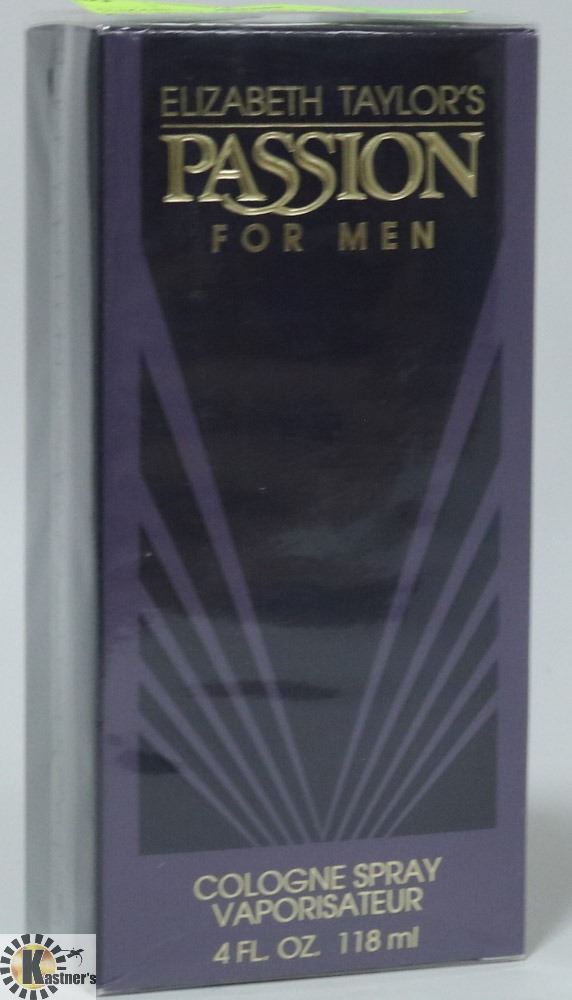 ELIZABETH TAYLOR'S
PASSION
FOR MEN
COLOGNE SPRAY
VAPORISATEUR
4 FL. OZ. 118 ml
Kastner's